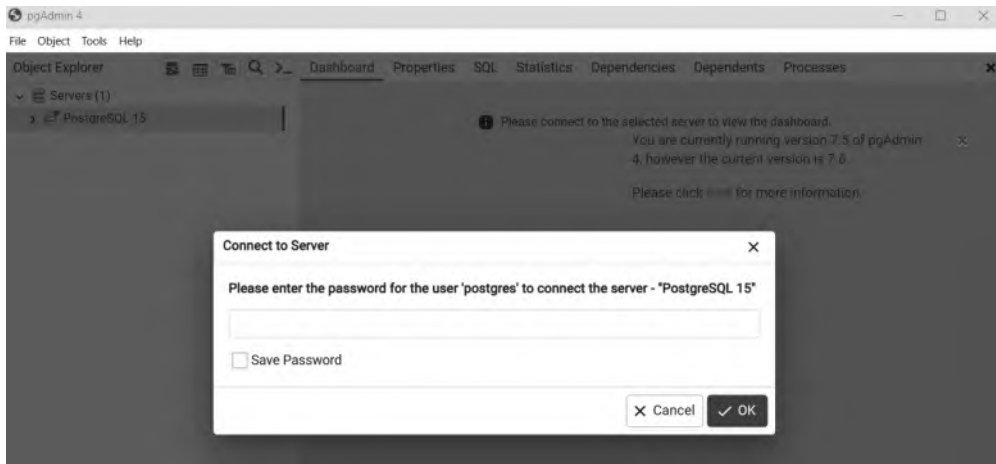 pgAdmin 4
File Object Tools Help
Object Explorer
Dashboard Properties SQL Statistics Dependencies Dependents Processes
Servers (1)
PostgreSQL 15
Please connect to the selected server to view the dashboard.
You are currently running version 7.5 of pgAdmin
4, however the current version is
Please click for more information.
Connect to Server
Please enter the password for the user 'postgres' to connect the server - "PostgreSQL 15"
Save Password
Cancel
OK